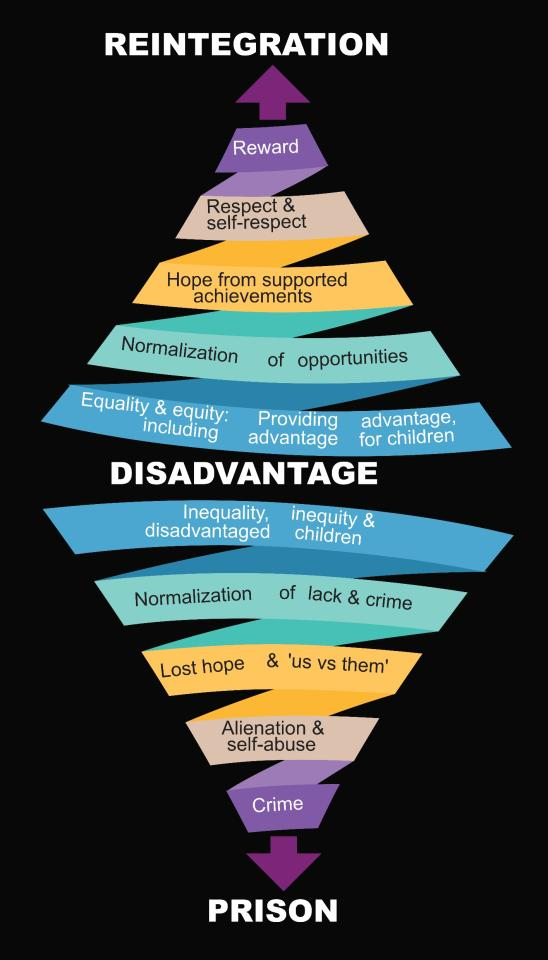 REINTEGRATION
Reward
Respect &
self-respect
Hope from supported
achievements
Normalization of opportunities
Equality & equity: Providing advantage,
including advantage for children
DISADVANTAGE
Inequality, inequity &
disadvantaged children
Normalization of lack & crime
Lost hope & 'us vs them'
Alienation &
self-abuse
Crime
PRISON